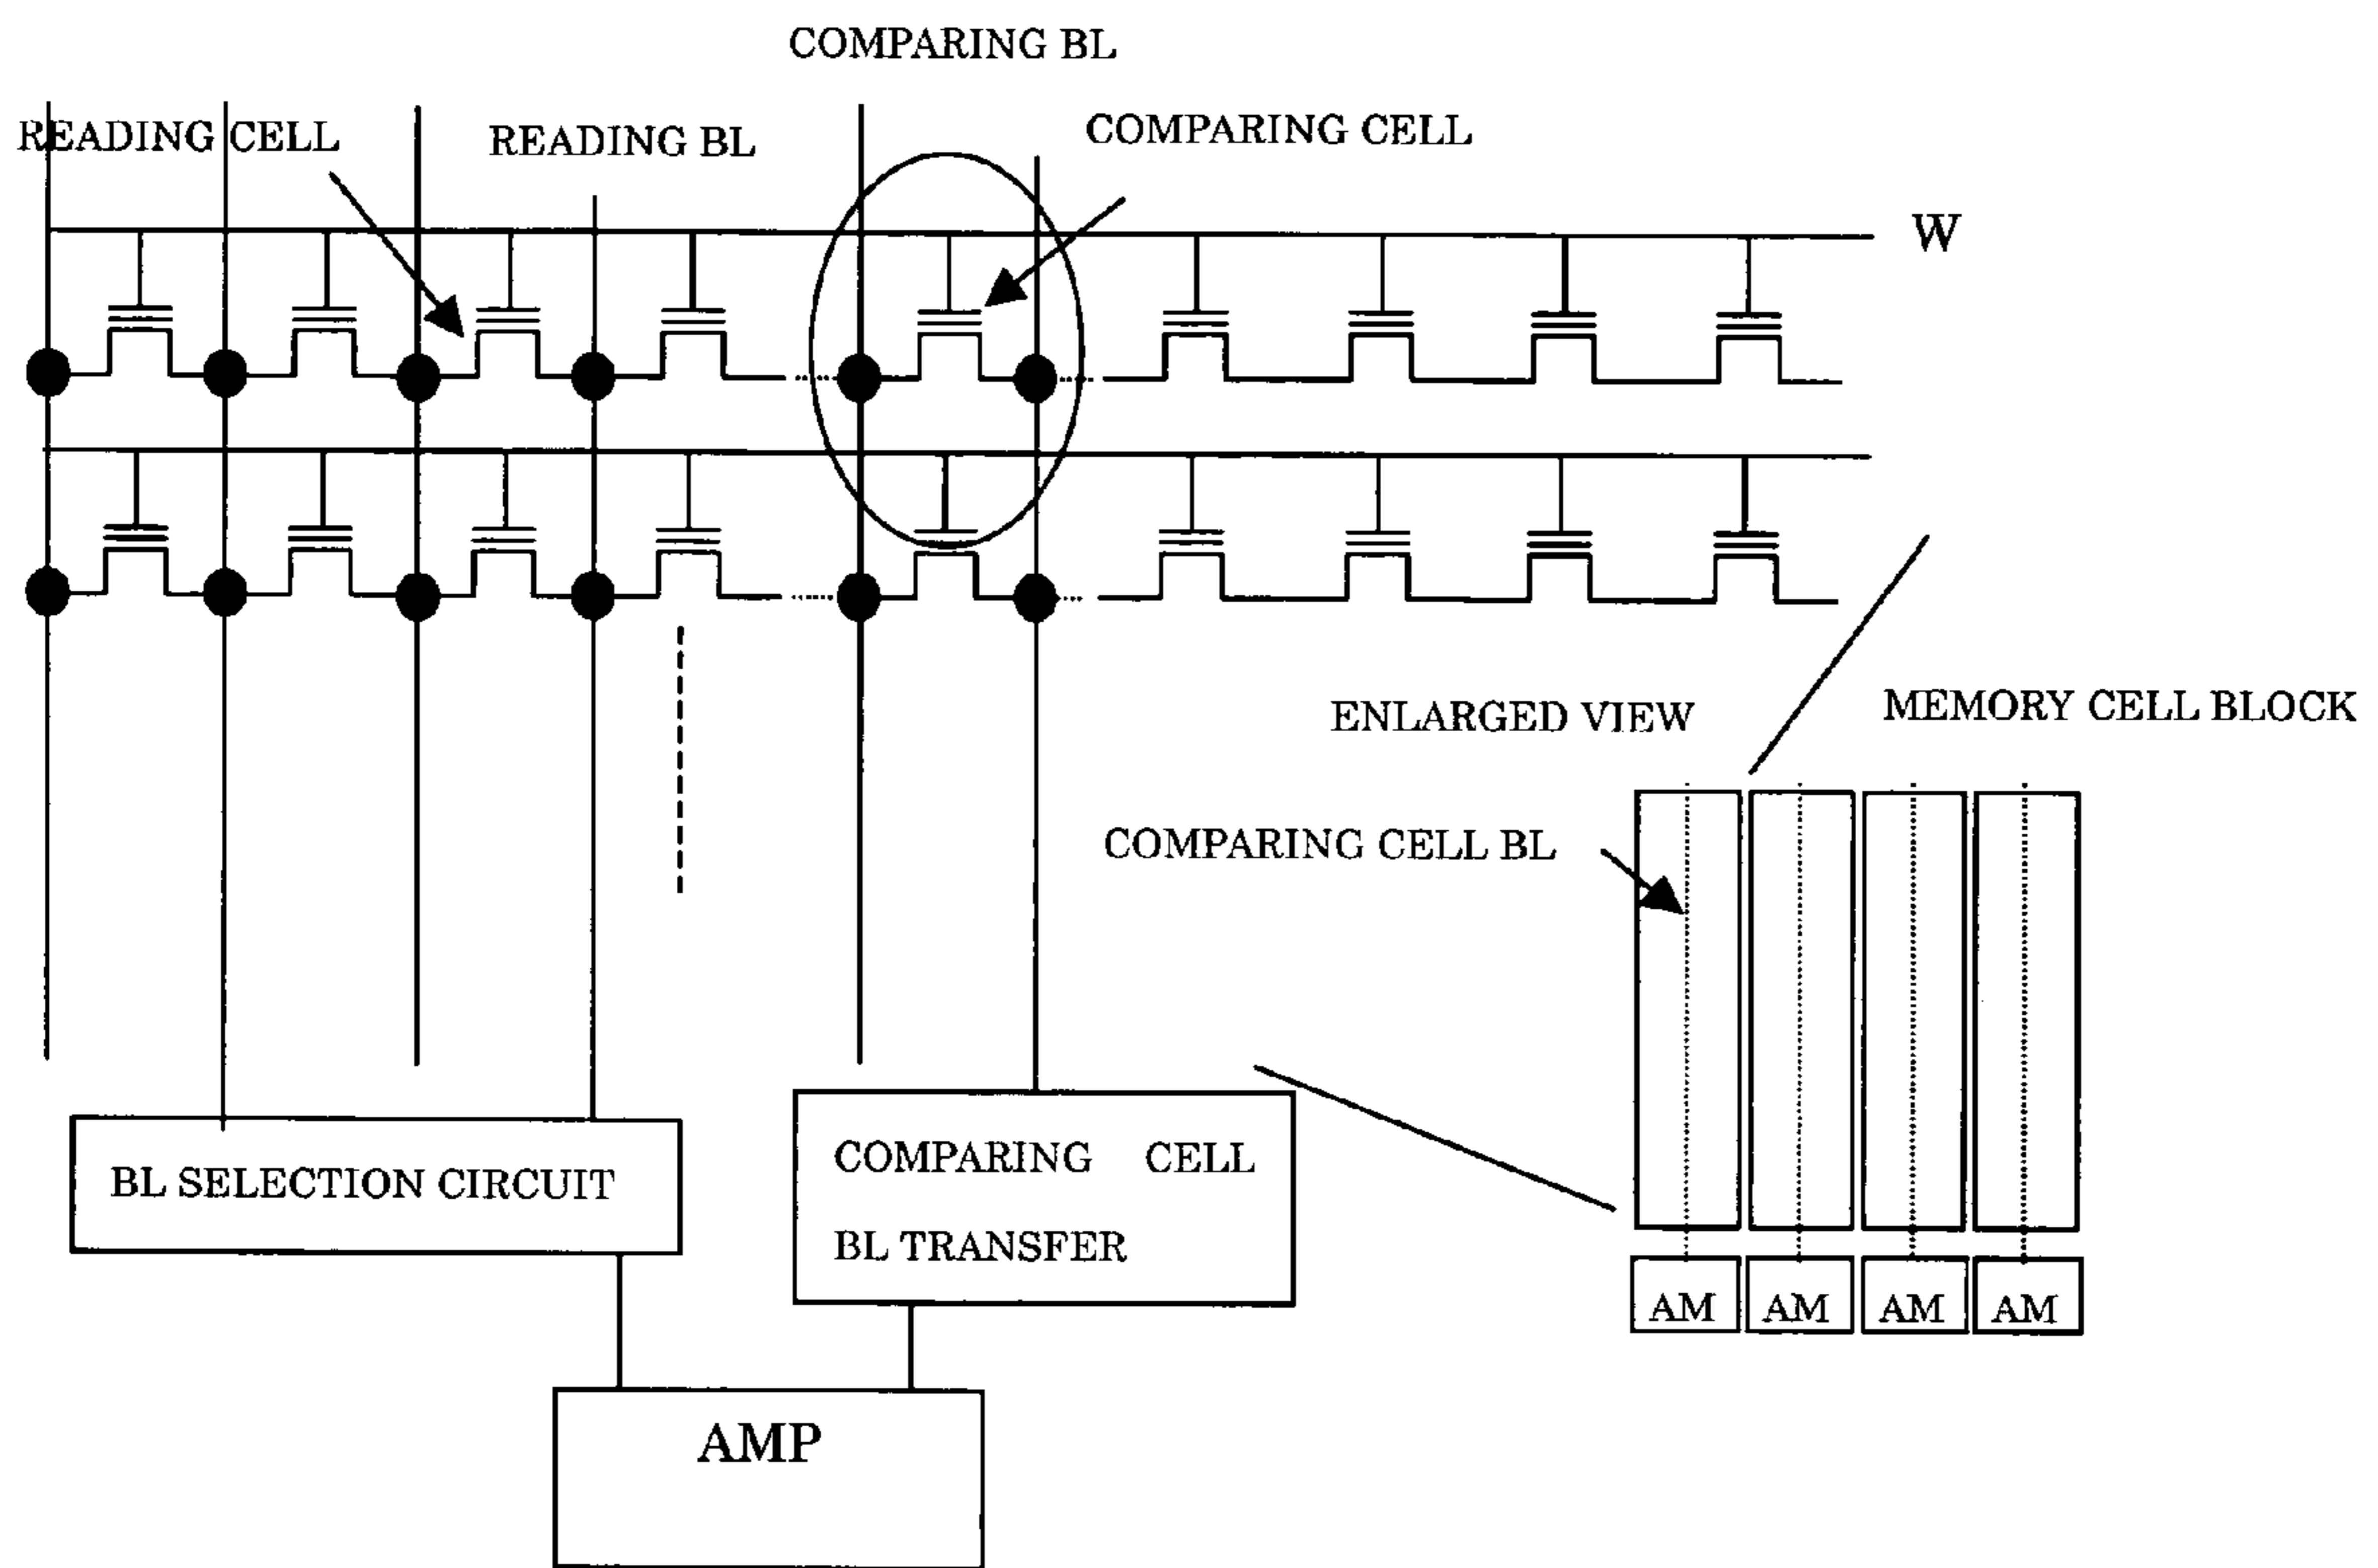 COMPARING BL
READING CELL
READING BL
COMPARING CELL
W
ENLARGED VIEW
MEMORY CELL BLOCK
COMPARING CELL BL
BL SELECTION CIRCUIT
COMPARING CELL
BL TRANSFER
AM AM AM AM
AMP